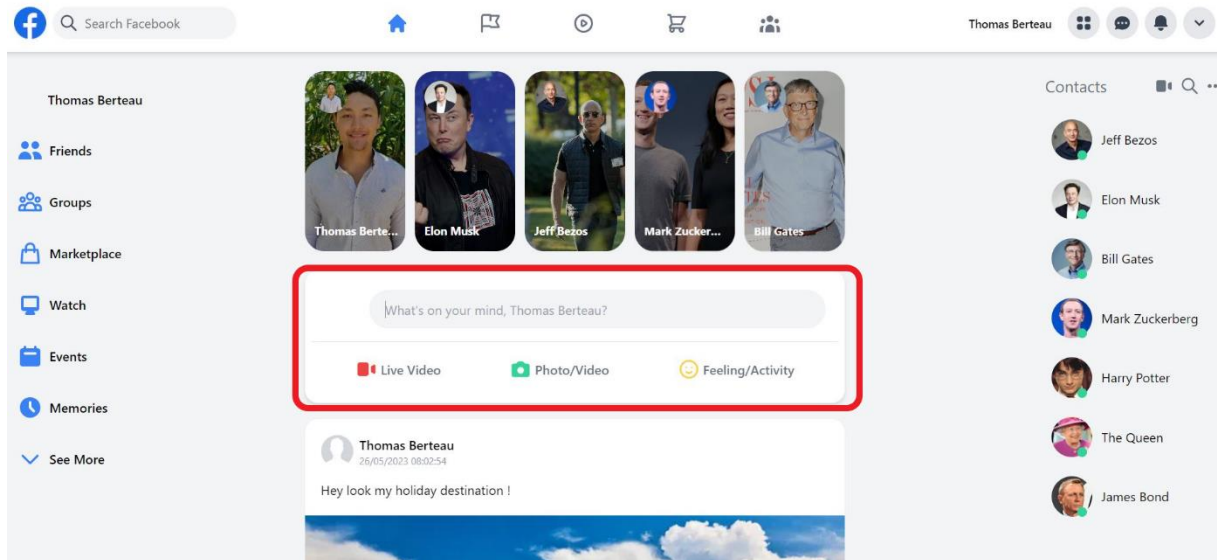 Search Facebook
Thomas Berteau
Thomas Berteau
Friends
Groups
Marketplace
Watch
Events
Memories
See More
Thomas Berte...
Elon Musk
Jeff Bezos
Mark Zucker...
Bill Gates
What's on your mind, Thomas Berteau?
Live Video
Photo/Video
Feeling/Activity
Thomas Berteau
26/05/2023 08:02:54
Hey look my holiday destination !
Contacts
Jeff Bezos
Elon Musk
Bill Gates
Mark Zuckerberg
Harry Potter
The Queen
James Bond